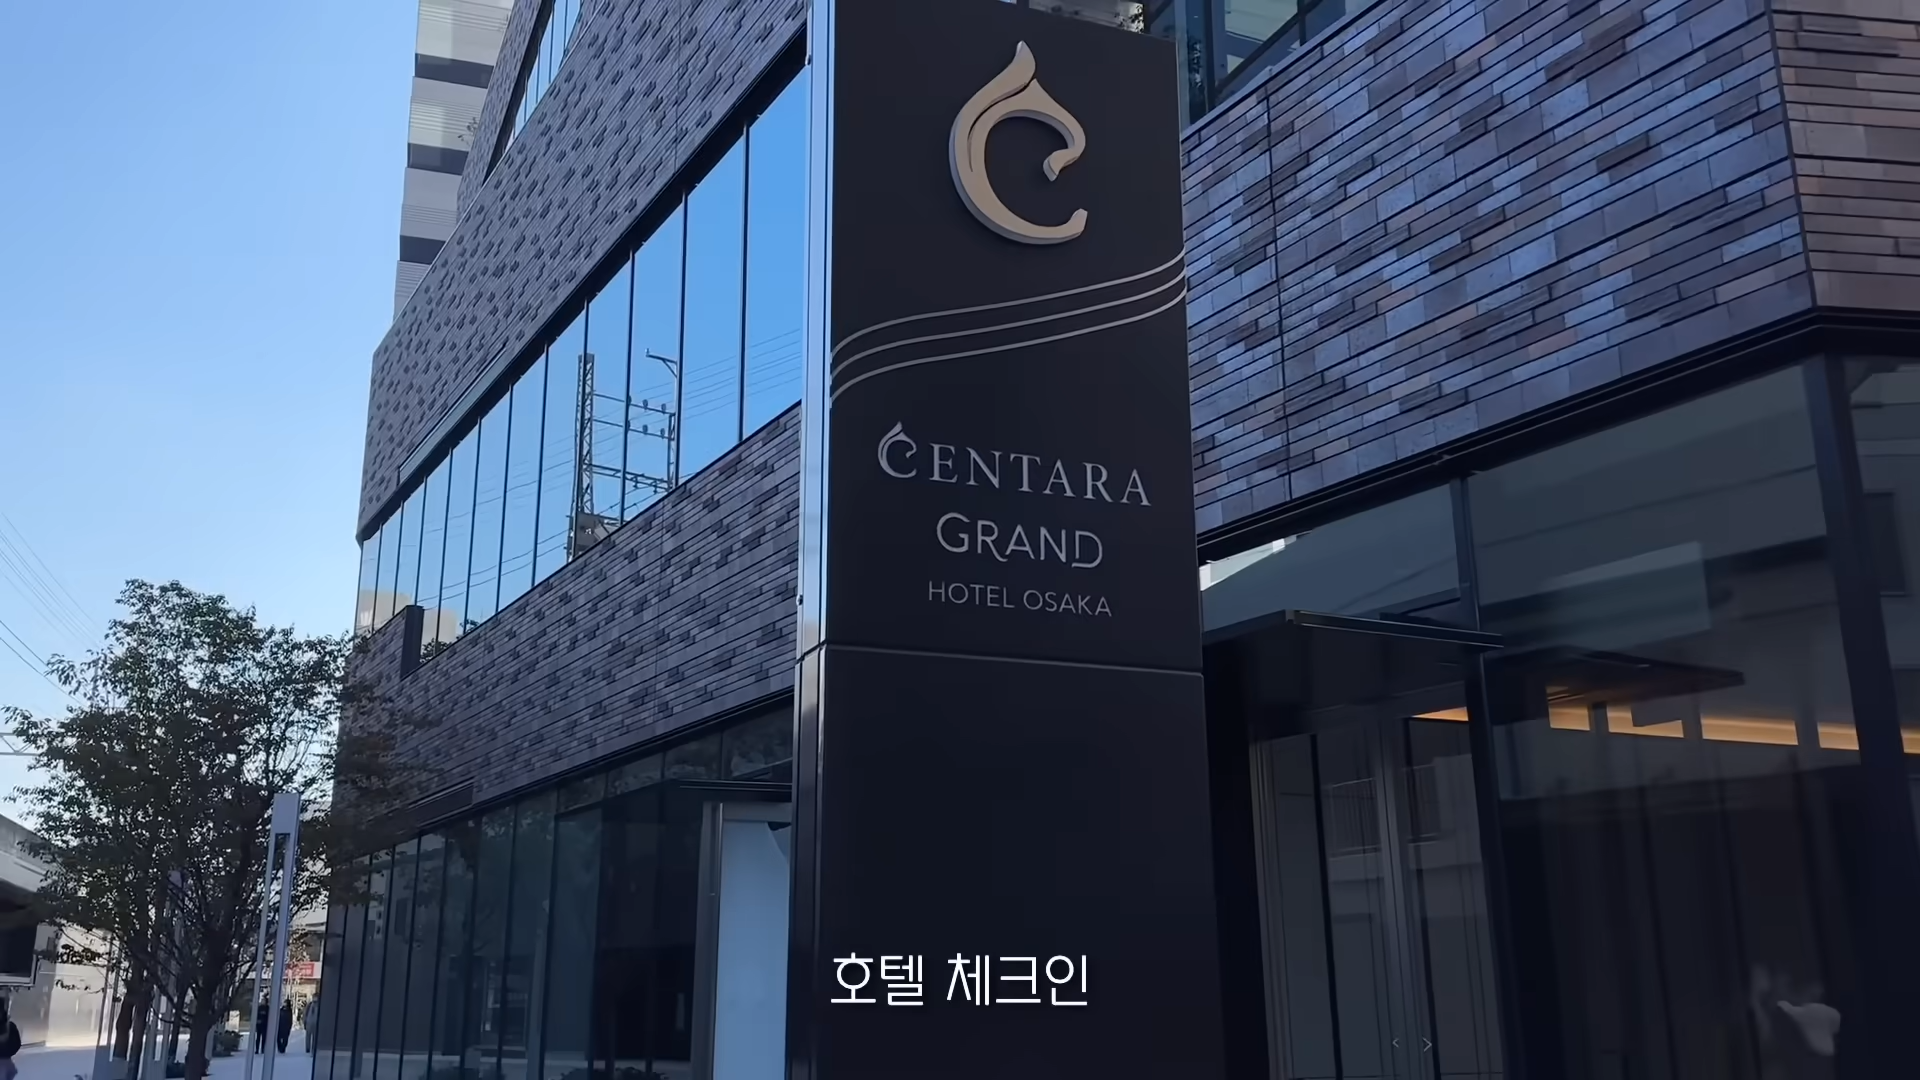 CENTARA
GRAND
HOTEL OSAKA
호텔 체크인